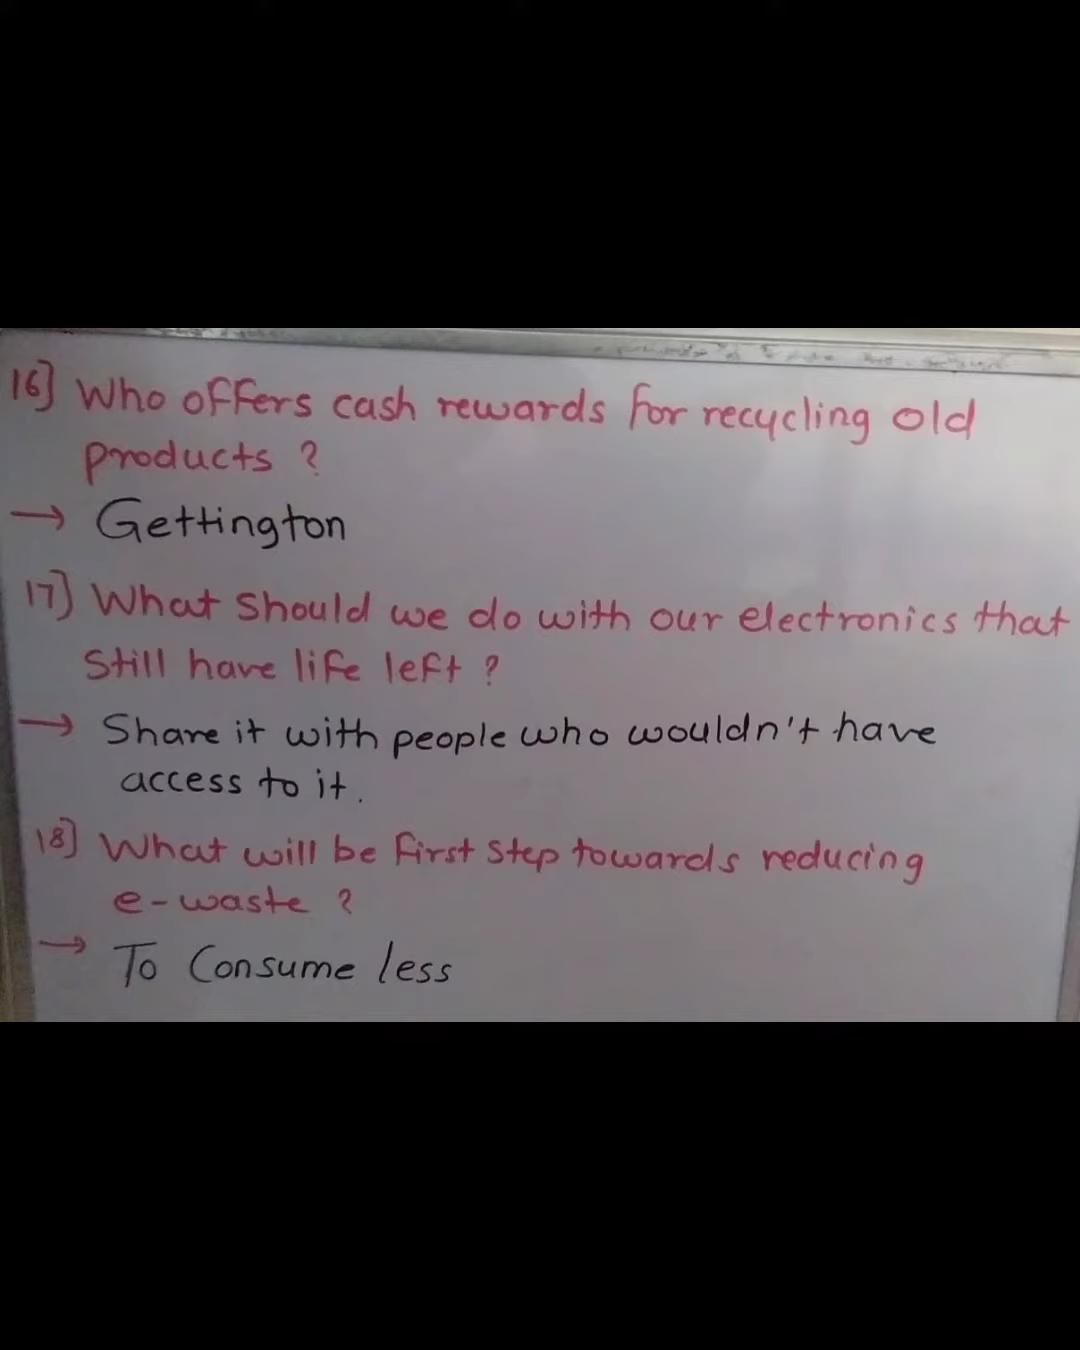 16] Who offers cash rewards for recycling old
products ?
→ Gettington
17] What should we do with our electronics that
still have life left ?
→ Share it with people who wouldn't have
access to it.
18] What will be first step towards reducing
e-waste ?
→ To Consume less